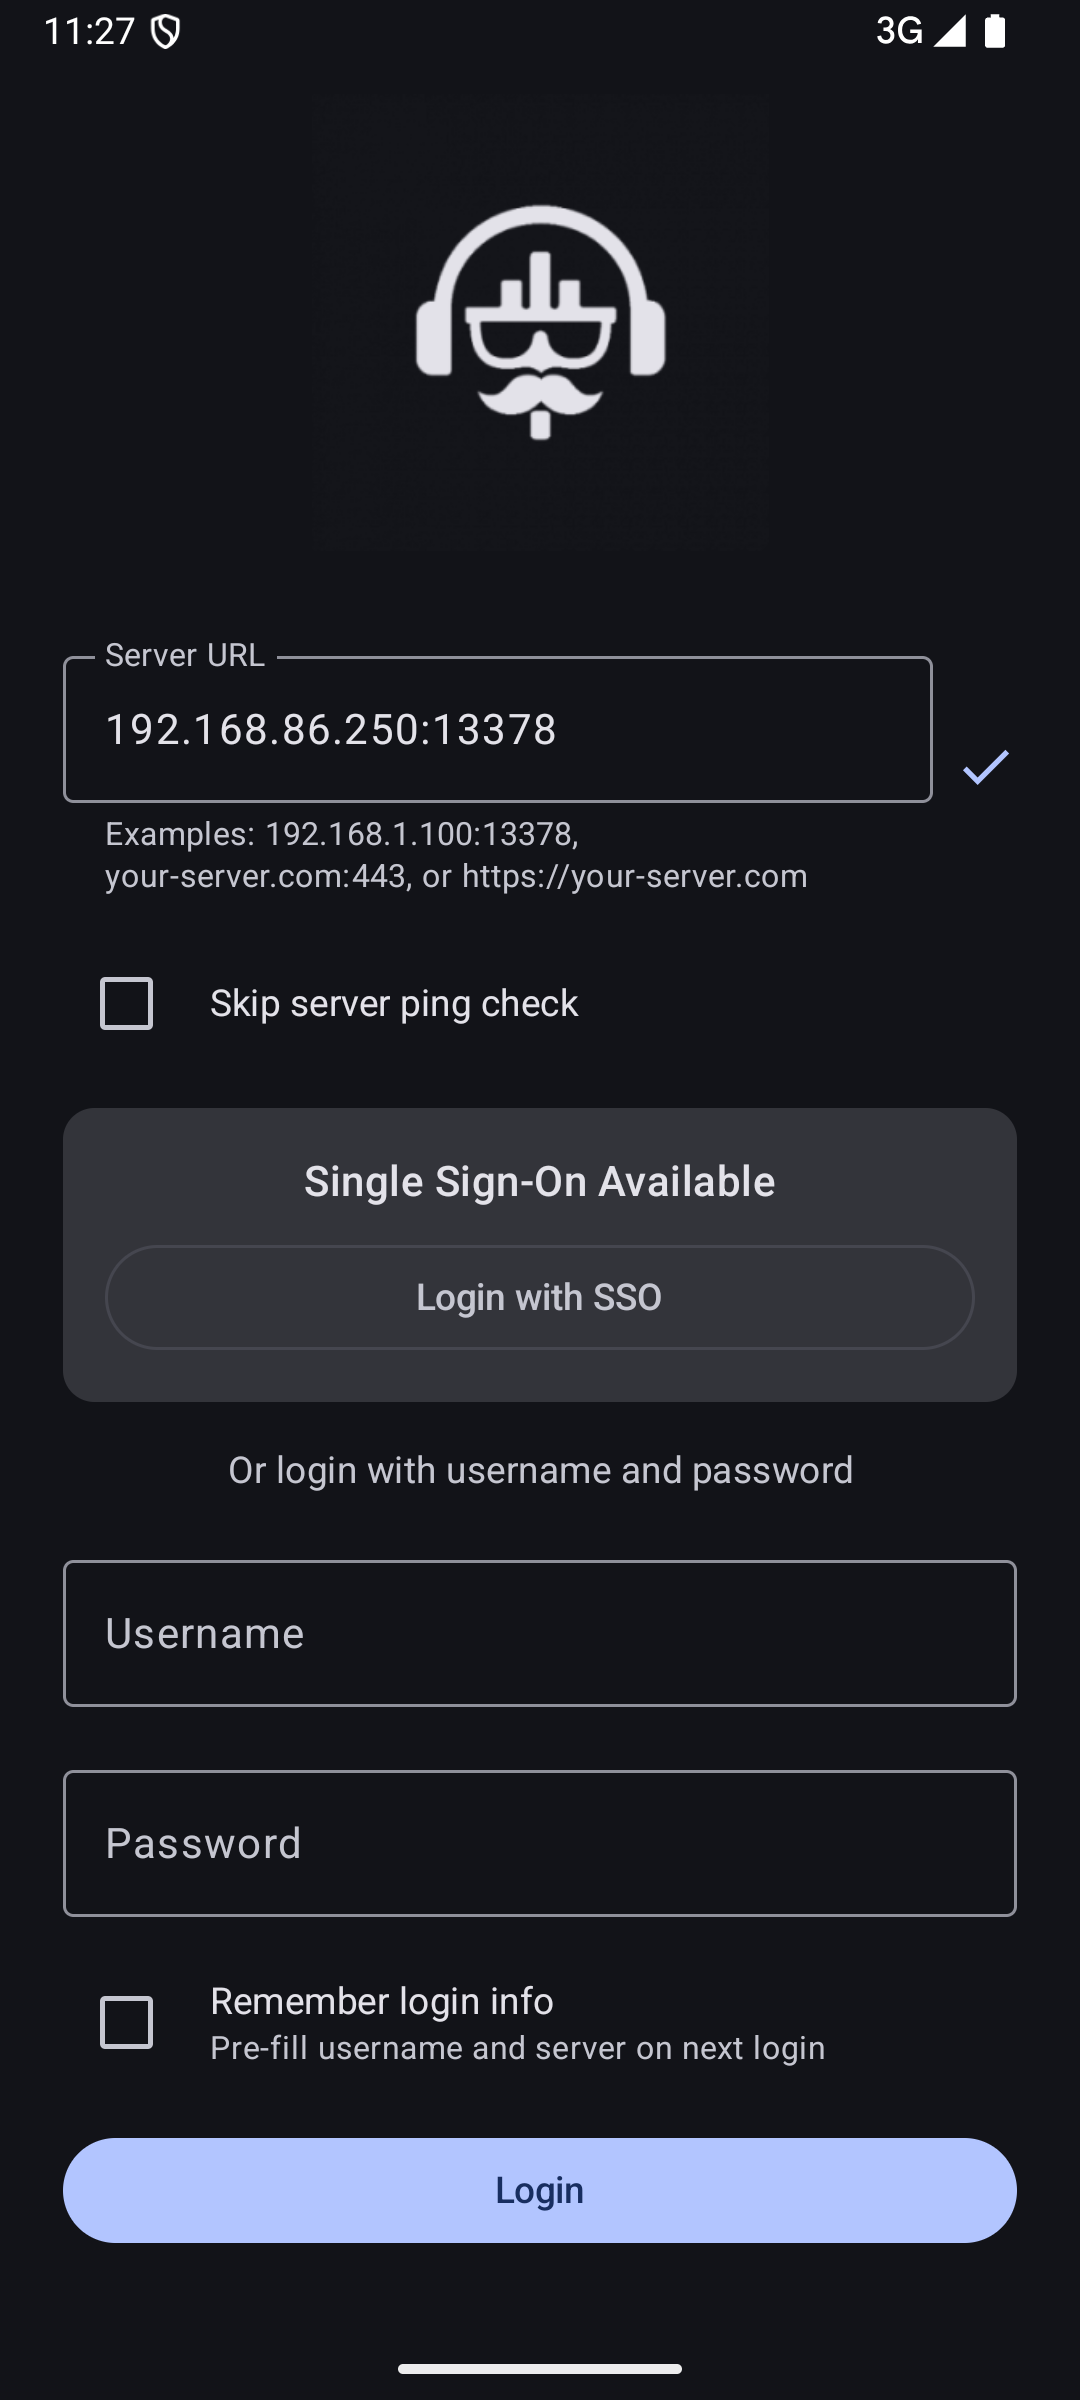 11:27
3G
Server URL
192.168.86.250:13378
Examples: 192.168.1.100:13378,
your-server.com:443, or https://your-server.com
Skip server ping check
Single Sign-On Available
Login with SSO
Or login with username and password
Username
Password
Remember login info
Pre-fill username and server on next login
Login